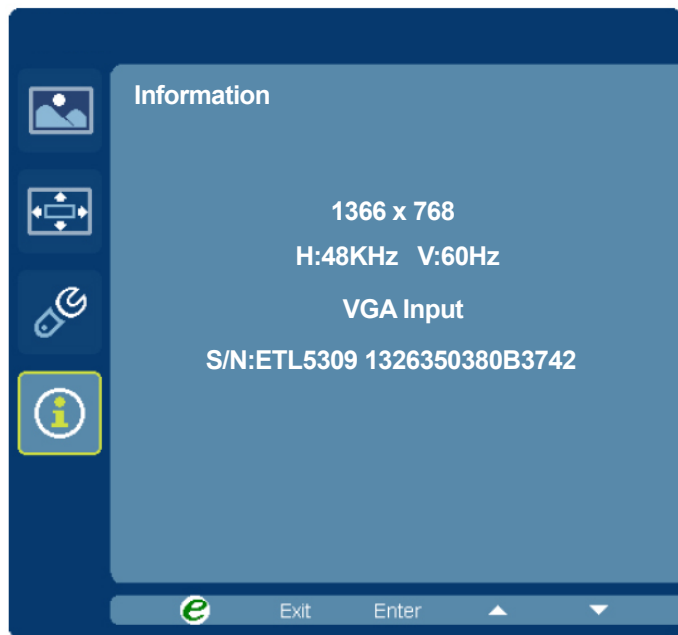 Information
1366 x 768
H:48KHz V:60Hz
VGA Input
S/N:ETL5309 1326350380B3742
e Exit Enter